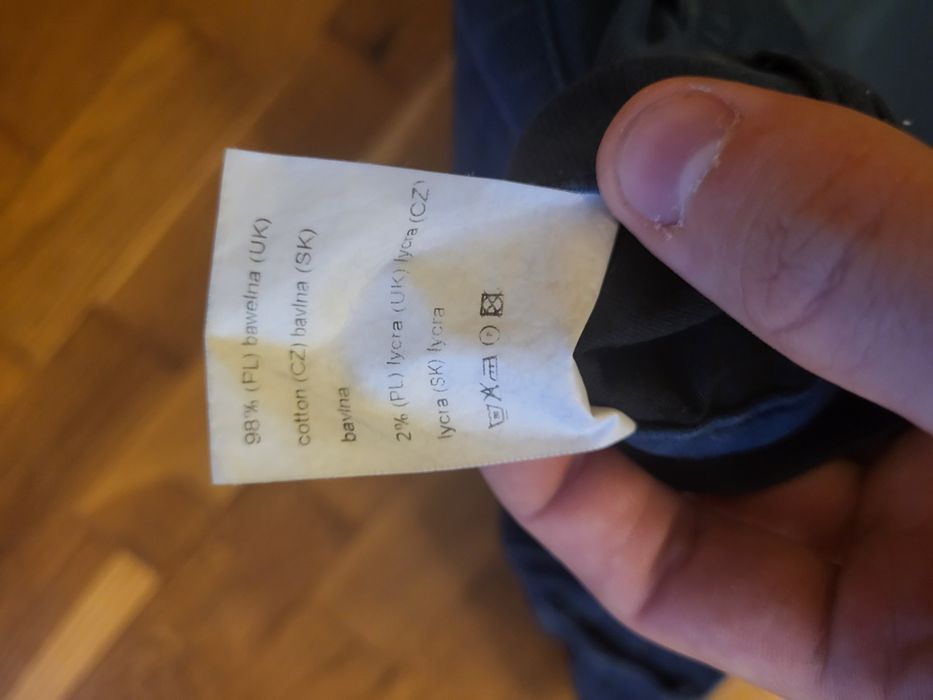 98% (PL) bawełna (UK)
cotton (CZ) bavlna (SK)
bavlna
2% (PL) lycra (UK) lycra (CZ)
lycra (SK) lycra